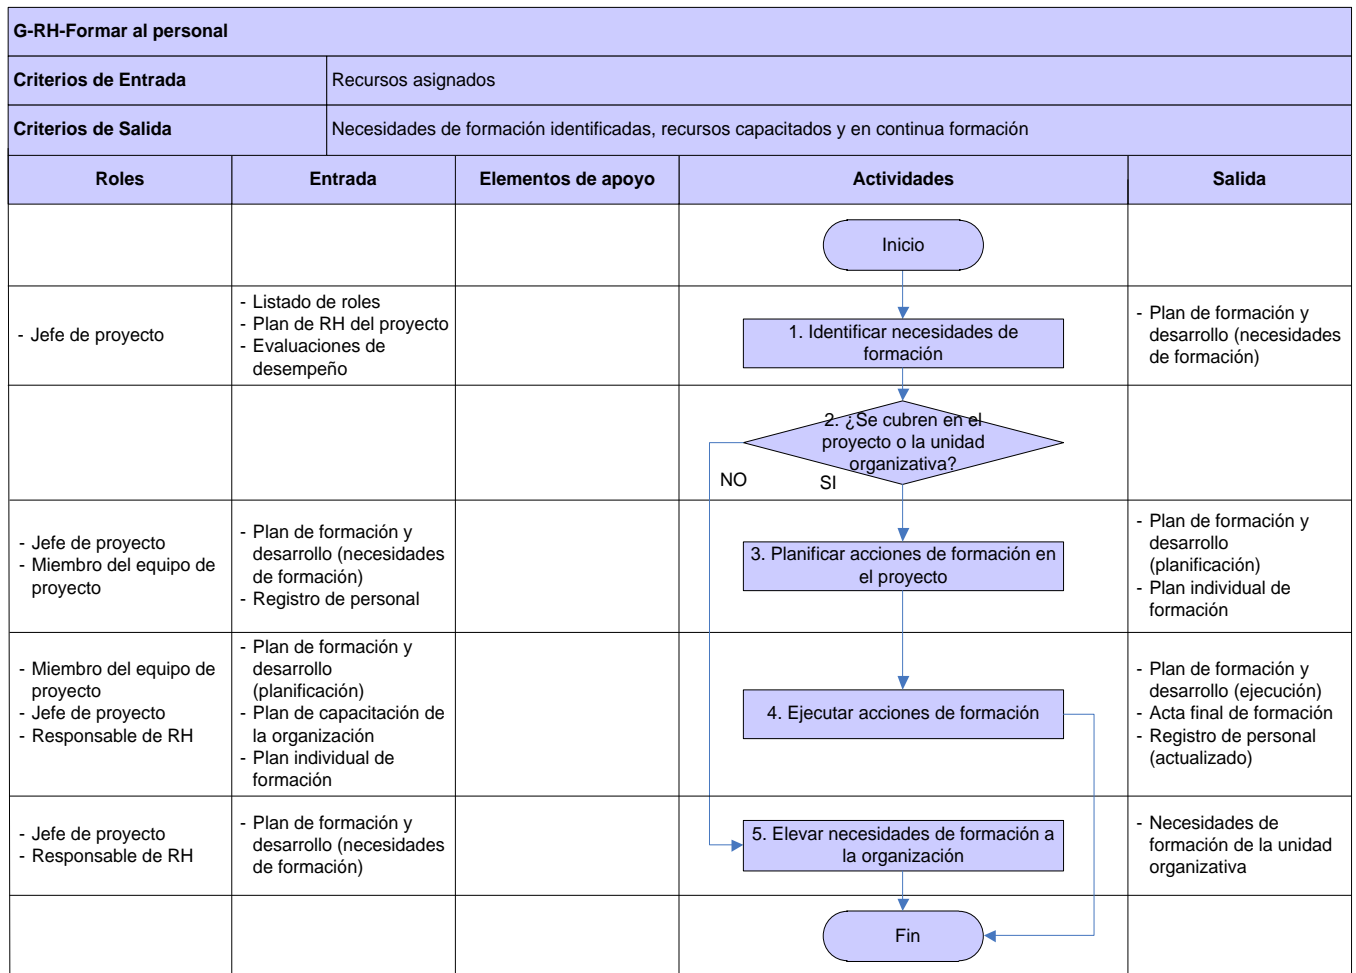 G-RH-Formar al personal
Criterios de Entrada
Recursos asignados
Criterios de Salida
Necesidades de formación identificadas, recursos capacitados y en continua formación
Roles
Entrada
Elementos de apoyo
Actividades
Salida
Inicio
- Jefe de proyecto
- Listado de roles
- Plan de RH del proyecto
- Evaluaciones de
desempeño
1. Identificar necesidades de
formación
- Plan de formación y
desarrollo (necesidades
de formación)
2. ¿Se cubren en el
proyecto o la unidad
organizativa?
NO
SI
- Jefe de proyecto
- Miembro del equipo de
proyecto
- Plan de formación y
desarrollo (necesidades
de formación)
- Registro de personal
3. Planificar acciones de formación en
el proyecto
- Plan de formación y
desarrollo
(planificación)
- Plan individual de
formación
- Miembro del equipo de
proyecto
- Jefe de proyecto
- Responsable de RH
- Plan de formación y
desarrollo
(planificación)
- Plan de capacitación de
la organización
- Plan individual de
formación
4. Ejecutar acciones de formación
- Plan de formación y
desarrollo (ejecución)
- Acta final de formación
- Registro de personal
(actualizado)
- Jefe de proyecto
- Responsable de RH
- Plan de formación y
desarrollo (necesidades
de formación)
5. Elevar necesidades de formación a
la organización
- Necesidades de
formación de la unidad
organizativa
Fin